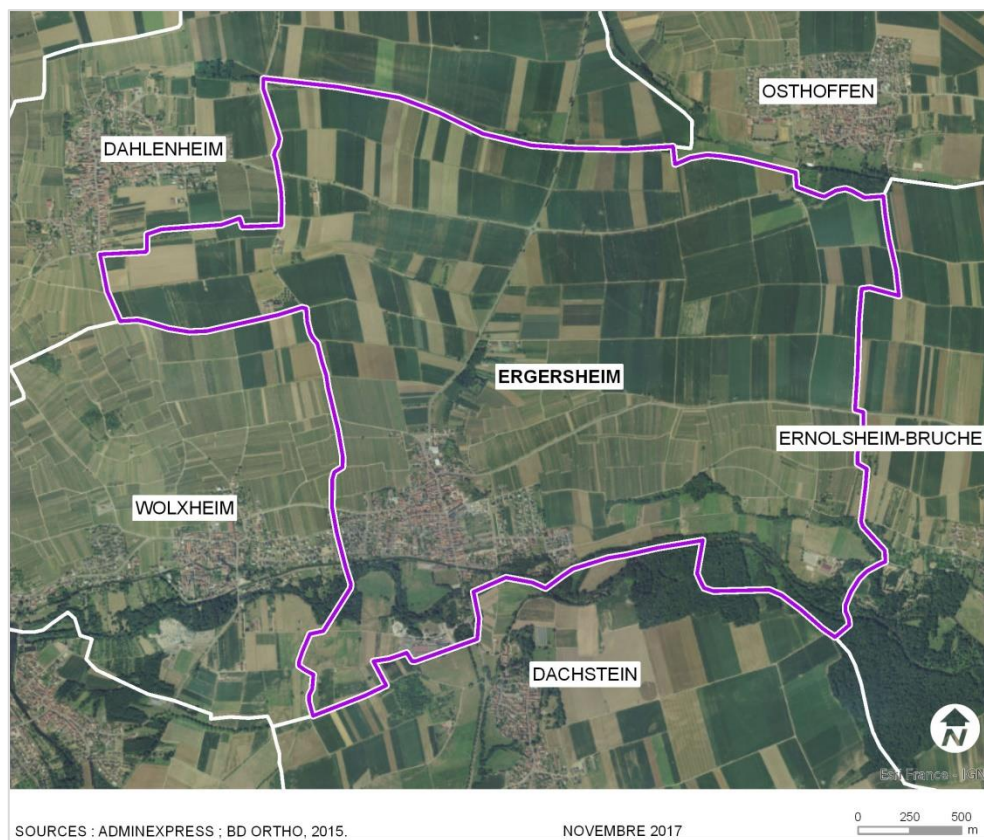 OSTHOFFEN
DAHLENHEIM
ERGERSHEIM
ERNOLSHEIM-BRUCHE
WOLXHEIM
DACHSTEIN
N
Esri France - IGN
SOURCES : ADMINEXPRESS ; BD ORTHO, 2015.
NOVEMBRE 2017
0 250 500
m